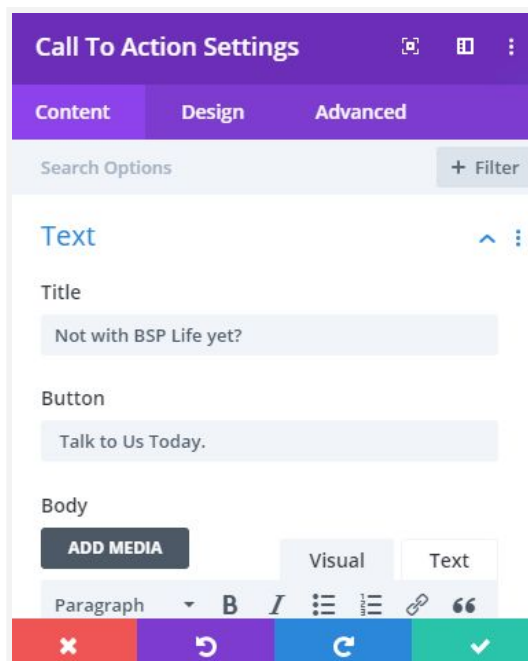 Call To Action Settings
Content Design Advanced
Search Options + Filter
Text
Title
Not with BSP Life yet?
Button
Talk to Us Today.
Body
ADD MEDIA
Visual Text
Paragraph B I